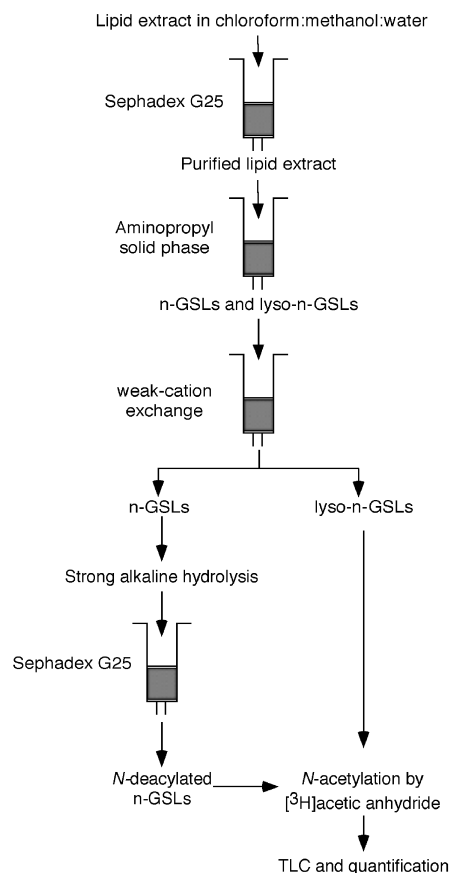 Lipid extract in chloroform:methanol:water
Sephadex G25
Purified lipid extract
Aminopropyl
solid phase
n-GSLs and lyso-n-GSLs
weak-cation
exchange
n-GSLs
lyso-n-GSLs
Strong alkaline hydrolysis
Sephadex G25
N-deacylated
n-GSLs
N-acetylation by
[³H]acetic anhydride
TLC and quantification